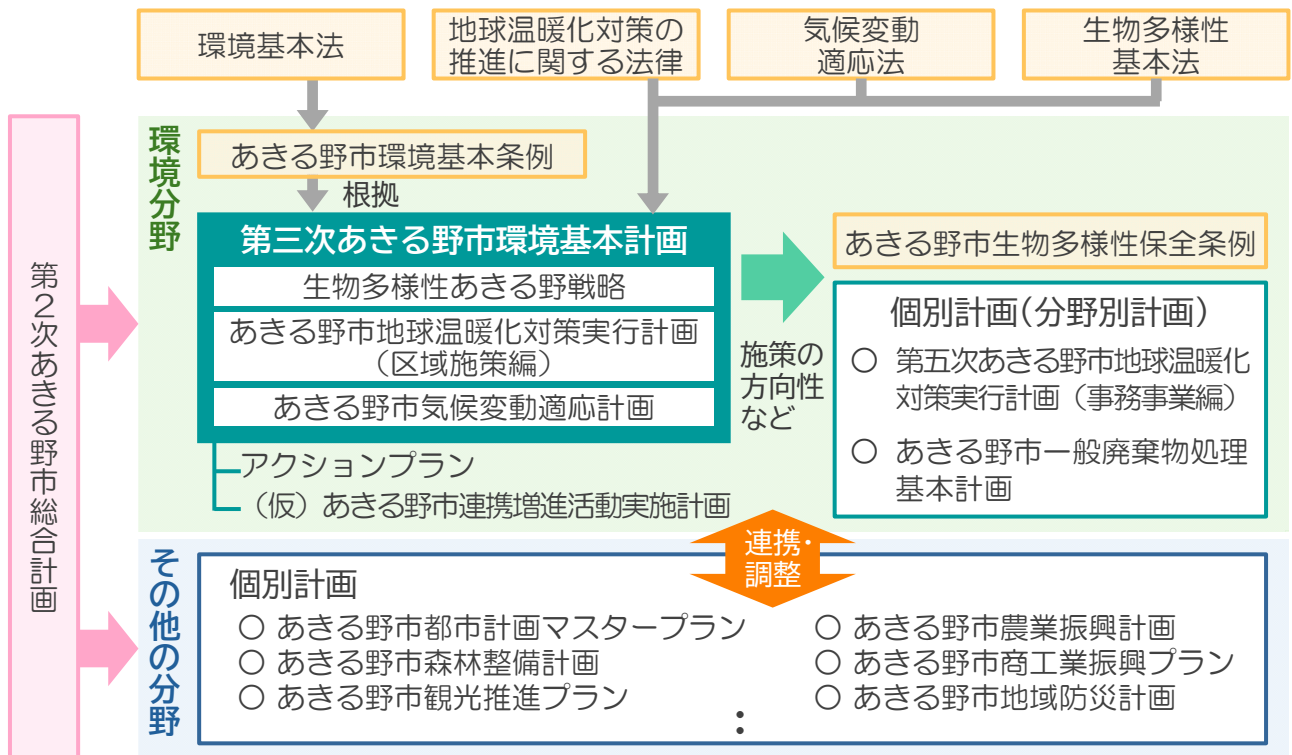 環境基本法
地球温暖化対策の
推進に関する法律
気候変動
適応法
生物多様性
基本法
第2次あきる野市総合計画
環境分野
あきる野市環境基本条例
根拠
第三次あきる野市環境基本計画
生物多様性あきる野戦略
あきる野市地球温暖化対策実行計画
（区域施策編）
あきる野市気候変動適応計画
アクションプラン
（仮）あきる野市連携増進活動実施計画
施策の
方向性
など
あきる野市生物多様性保全条例
個別計画（分野別計画）
○ 第五次あきる野市地球温暖化
対策実行計画（事務事業編）
○ あきる野市一般廃棄物処理
基本計画
連携・
調整
その他の分野
個別計画
○ あきる野市都市計画マスタープラン
○ あきる野市森林整備計画
○ あきる野市観光推進プラン
○ あきる野市農業振興計画
○ あきる野市商工業振興プラン
○ あきる野市地域防災計画
：